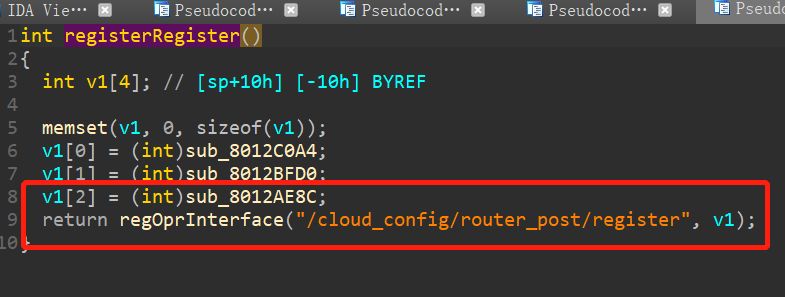 IDA Vie···
Pseudocod···
Pseudocod···
Pseudocod···
Pseudo
1 int registerRegister()
2 {
3 int v1[4]; // [sp+10h] [-10h] BYREF
4
5 memset(v1, 0, sizeof(v1));
6 v1[0] = (int)sub_8012C0A4;
7 v1[1] = (int)sub_8012BFD0;
8 v1[2] = (int)sub_8012AE8C;
9 return regOprInterface("/cloud_config/router_post/register", v1);
10 }